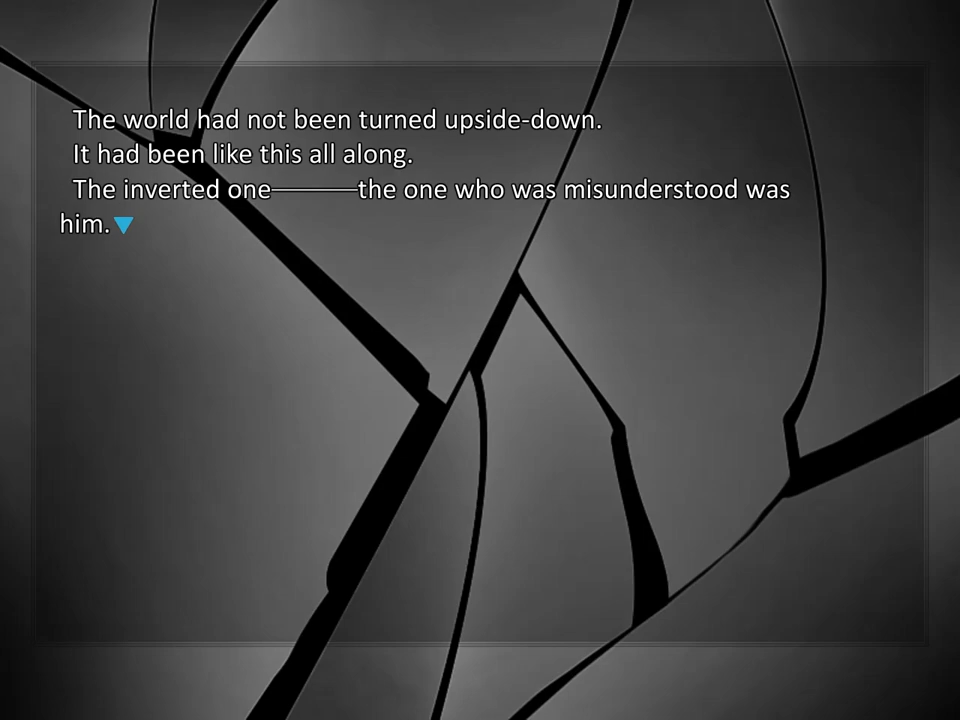 The world had not been turned upside-down.
It had been like this all along.
The inverted one———the one who was misunderstood was
him.